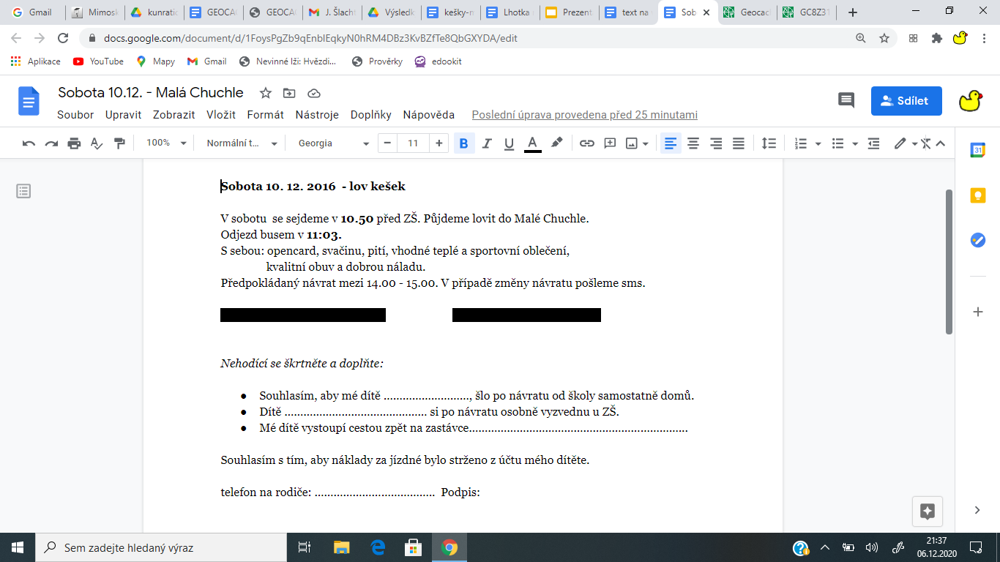 Gmail
Mimosk
kunratic
GEOCA
GEOCA
J. Šlacht
Výsledk
kešky-n
Lhotka
Prezent
text na
Sob
Geocac
GC8Z31
docs.google.com/document/d/1FoysPgZb9qEnblEqkyN0hRM4DBz3KvBZfTe8QbGXYDA/edit
Aplikace
YouTube
Mapy
Gmail
Nevinné lži: Hvězdi...
Prověrky
edookit
Sobota 10.12. - Malá Chuchle
Sdílet
Soubor Upravit Zobrazit Vložit Formát Nástroje Doplňky Nápověda Poslední úprava provedena před 25 minutami
100% Normální t... Georgia 11 B I U A
31
Sobota 10. 12. 2016 - lov kešek
V sobotu se sejdeme v 10.50 před ZŠ. Půjdeme lovit do Malé Chuchle.
Odjezd busem v 11:03.
S sebou: opencard, svačinu, pití, vhodné teplé a sportovní oblečení,
kvalitní obuv a dobrou náladu.
Předpokládaný návrat mezi 14.00 - 15.00. V případě změny návratu pošleme sms.
Nehodící se škrtněte a doplňte:
● Souhlasím, aby mé dítě ..........................., šlo po návratu od školy samostatně domů.
● Dítě ............................................. si po návratu osobně vyzvednu u ZŠ.
● Mé dítě vystoupí cestou zpět na zastávce.....................................................................
Souhlasím s tím, aby náklady za jízdné bylo strženo z účtu mého dítěte.
telefon na rodiče: ...................................... Podpis:
Sem zadejte hledaný výraz
21:37
06.12.2020